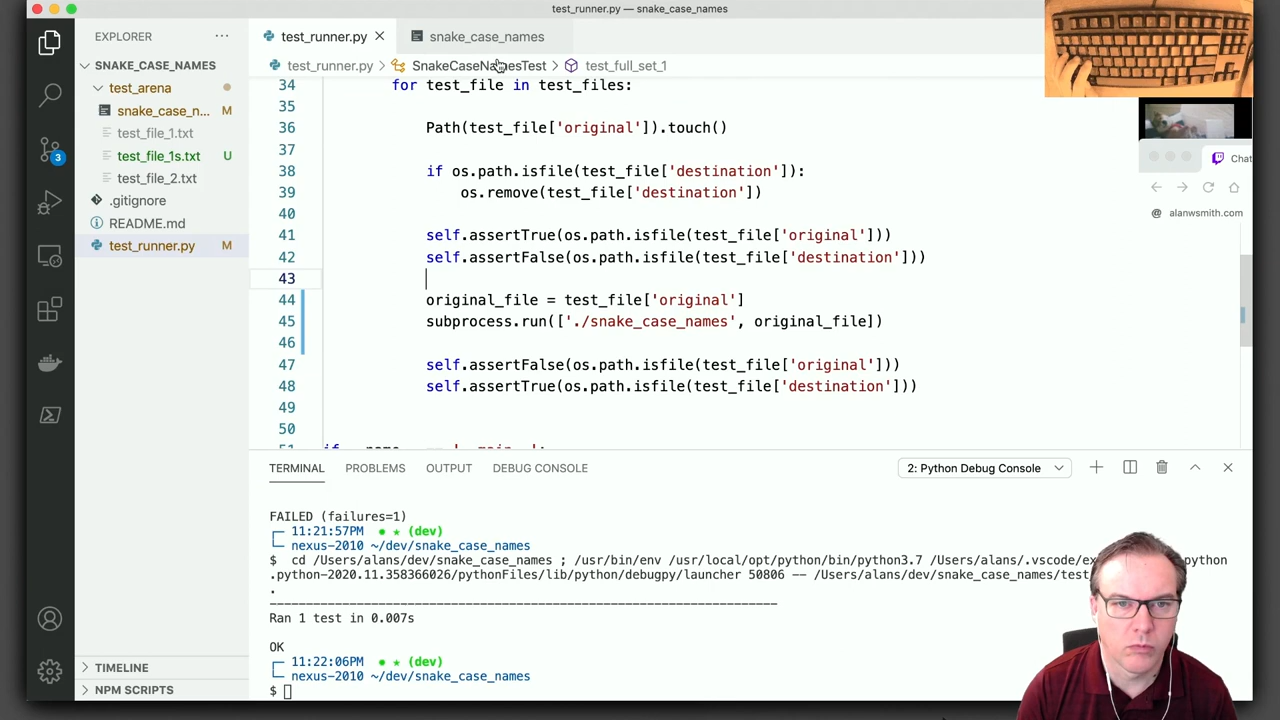 test_runner.py — snake_case_names
EXPLORER
SNAKE_CASE_NAMES
test_arena
snake_case_n... M
test_file_1.txt
test_file_1s.txt U
test_file_2.txt
.gitignore
README.md
test_runner.py M
3
TIMELINE
NPM SCRIPTS
test_runner.py
snake_case_names
test_runner.py > SnakeCaseNamesTest > test_full_set_1
34 for test_file in test_files:
35
36 Path(test_file['original']).touch()
37
38 if os.path.isfile(test_file['destination']):
39 os.remove(test_file['destination'])
40
41 self.assertTrue(os.path.isfile(test_file['original']))
42 self.assertFalse(os.path.isfile(test_file['destination']))
43
44 original_file = test_file['original']
45 subprocess.run(['./snake_case_names', original_file])
46
47 self.assertFalse(os.path.isfile(test_file['original']))
48 self.assertTrue(os.path.isfile(test_file['destination']))
49
50
TERMINAL PROBLEMS OUTPUT DEBUG CONSOLE
2: Python Debug Console
FAILED (failures=1)
11:21:57PM ● ★ (dev)
nexus-2010 ~/dev/snake_case_names
$ cd /Users/alans/dev/snake_case_names ; /usr/bin/env /usr/local/opt/python/bin/python3.7 /Users/alans/.vscode/ex python
.python-2020.11.358366026/pythonFiles/lib/python/debugpy/launcher 50806 -- /Users/alans/dev/snake_case_names/test
.
----------------------------------------------------------------------
Ran 1 test in 0.007s
OK
11:22:06PM ● ★ (dev)
nexus-2010 ~/dev/snake_case_names
$
Chat
@ alanwsmith.com